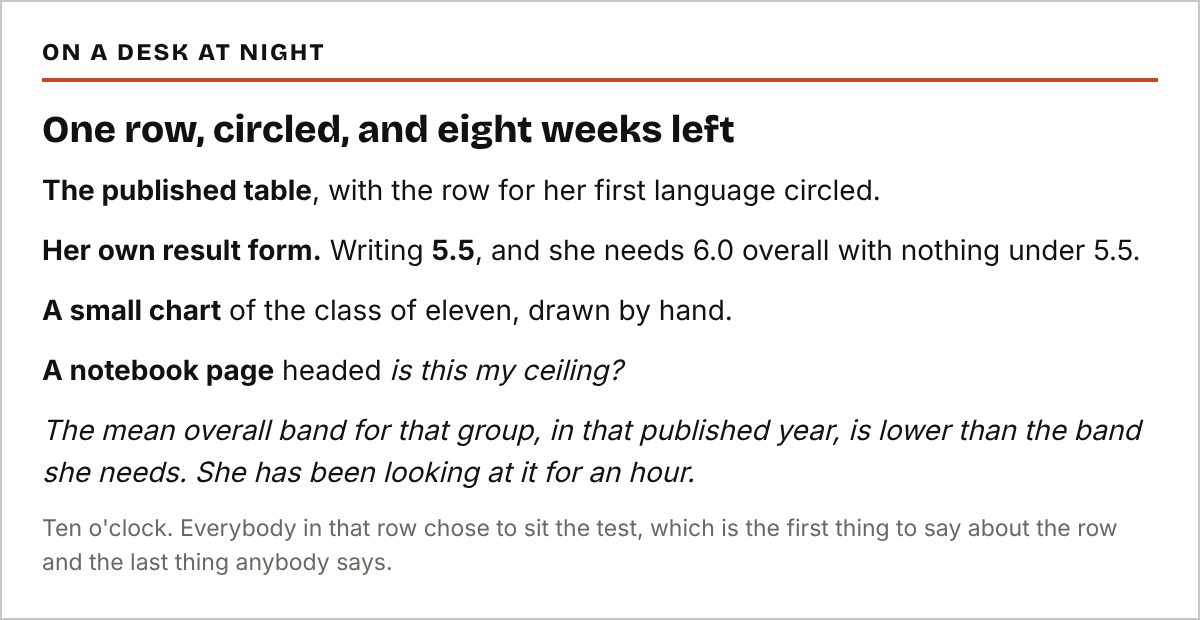 ON A DESK AT NIGHT
One row, circled, and eight weeks left
The published table, with the row for her first language circled.
Her own result form. Writing 5.5, and she needs 6.0 overall with nothing under 5.5.
A small chart of the class of eleven, drawn by hand.
A notebook page headed is this my ceiling?
The mean overall band for that group, in that published year, is lower than the band
she needs. She has been looking at it for an hour.
Ten o'clock. Everybody in that row chose to sit the test, which is the first thing to say about the row
and the last thing anybody says.